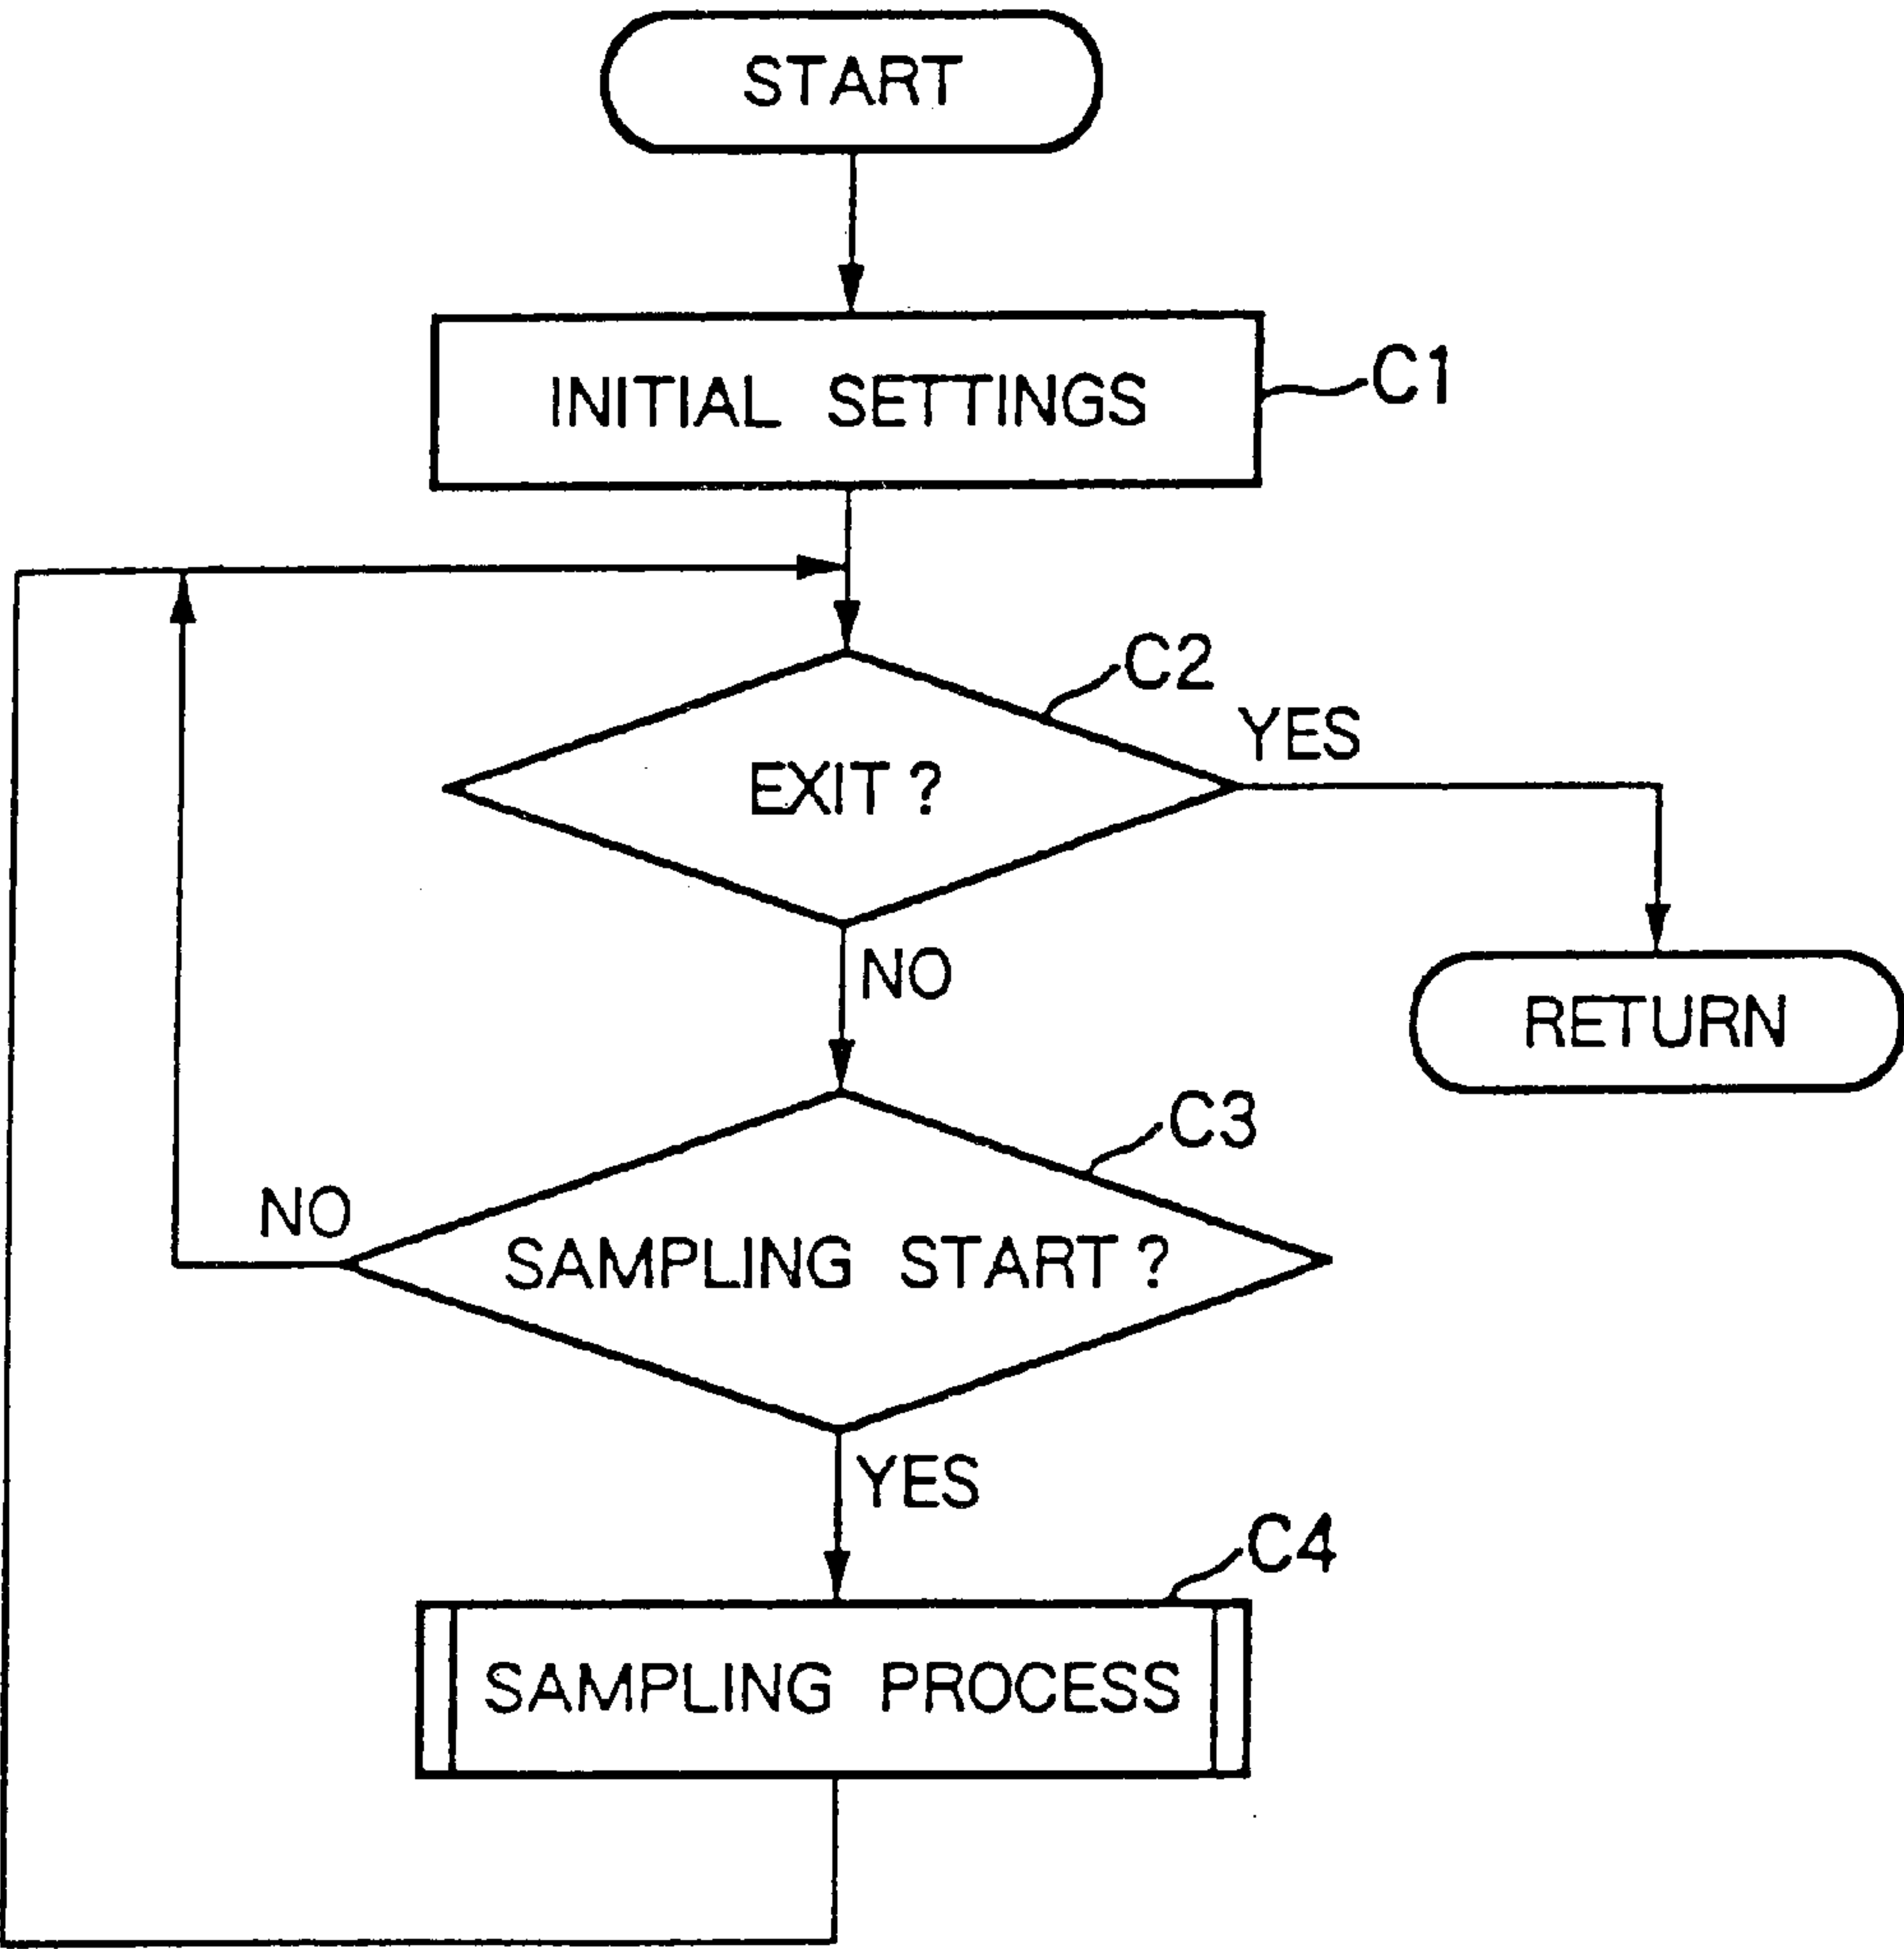 START
INITIAL SETTINGS
C1
C2
YES
EXIT ?
NO
RETURN
C3
NO
SAMPLING START ?
YES
C4
SAMPLING PROCESS